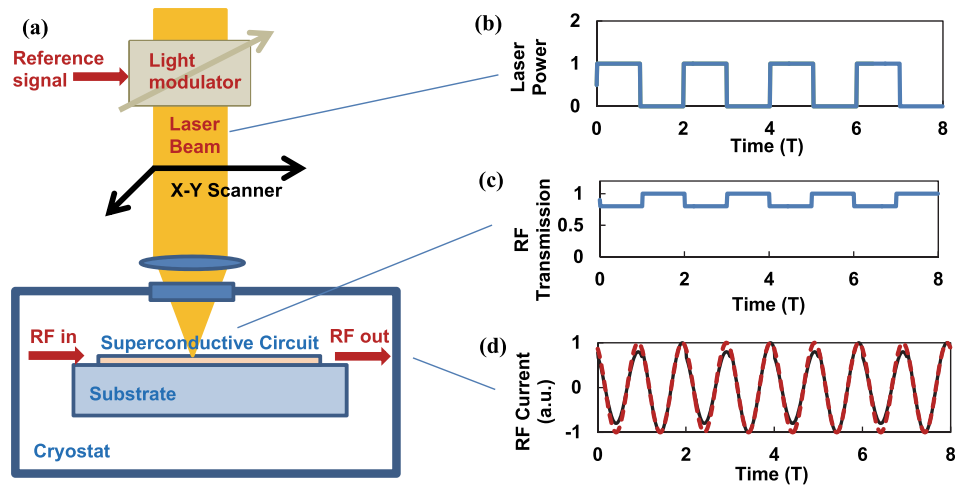 (a)
Reference
signal
Light
modulator
Laser
Beam
X-Y Scanner
RF in
Superconductive Circuit
RF out
Substrate
Cryostat
(b)
Laser
Power
2
1
0
0 2 4 6 8
Time (T)
(c)
RF
Transmission
1
0.5
0
0 2 4 6 8
Time (T)
(d)
RF Current
(a.u.)
1
0
-1
0 2 4 6 8
Time (T)